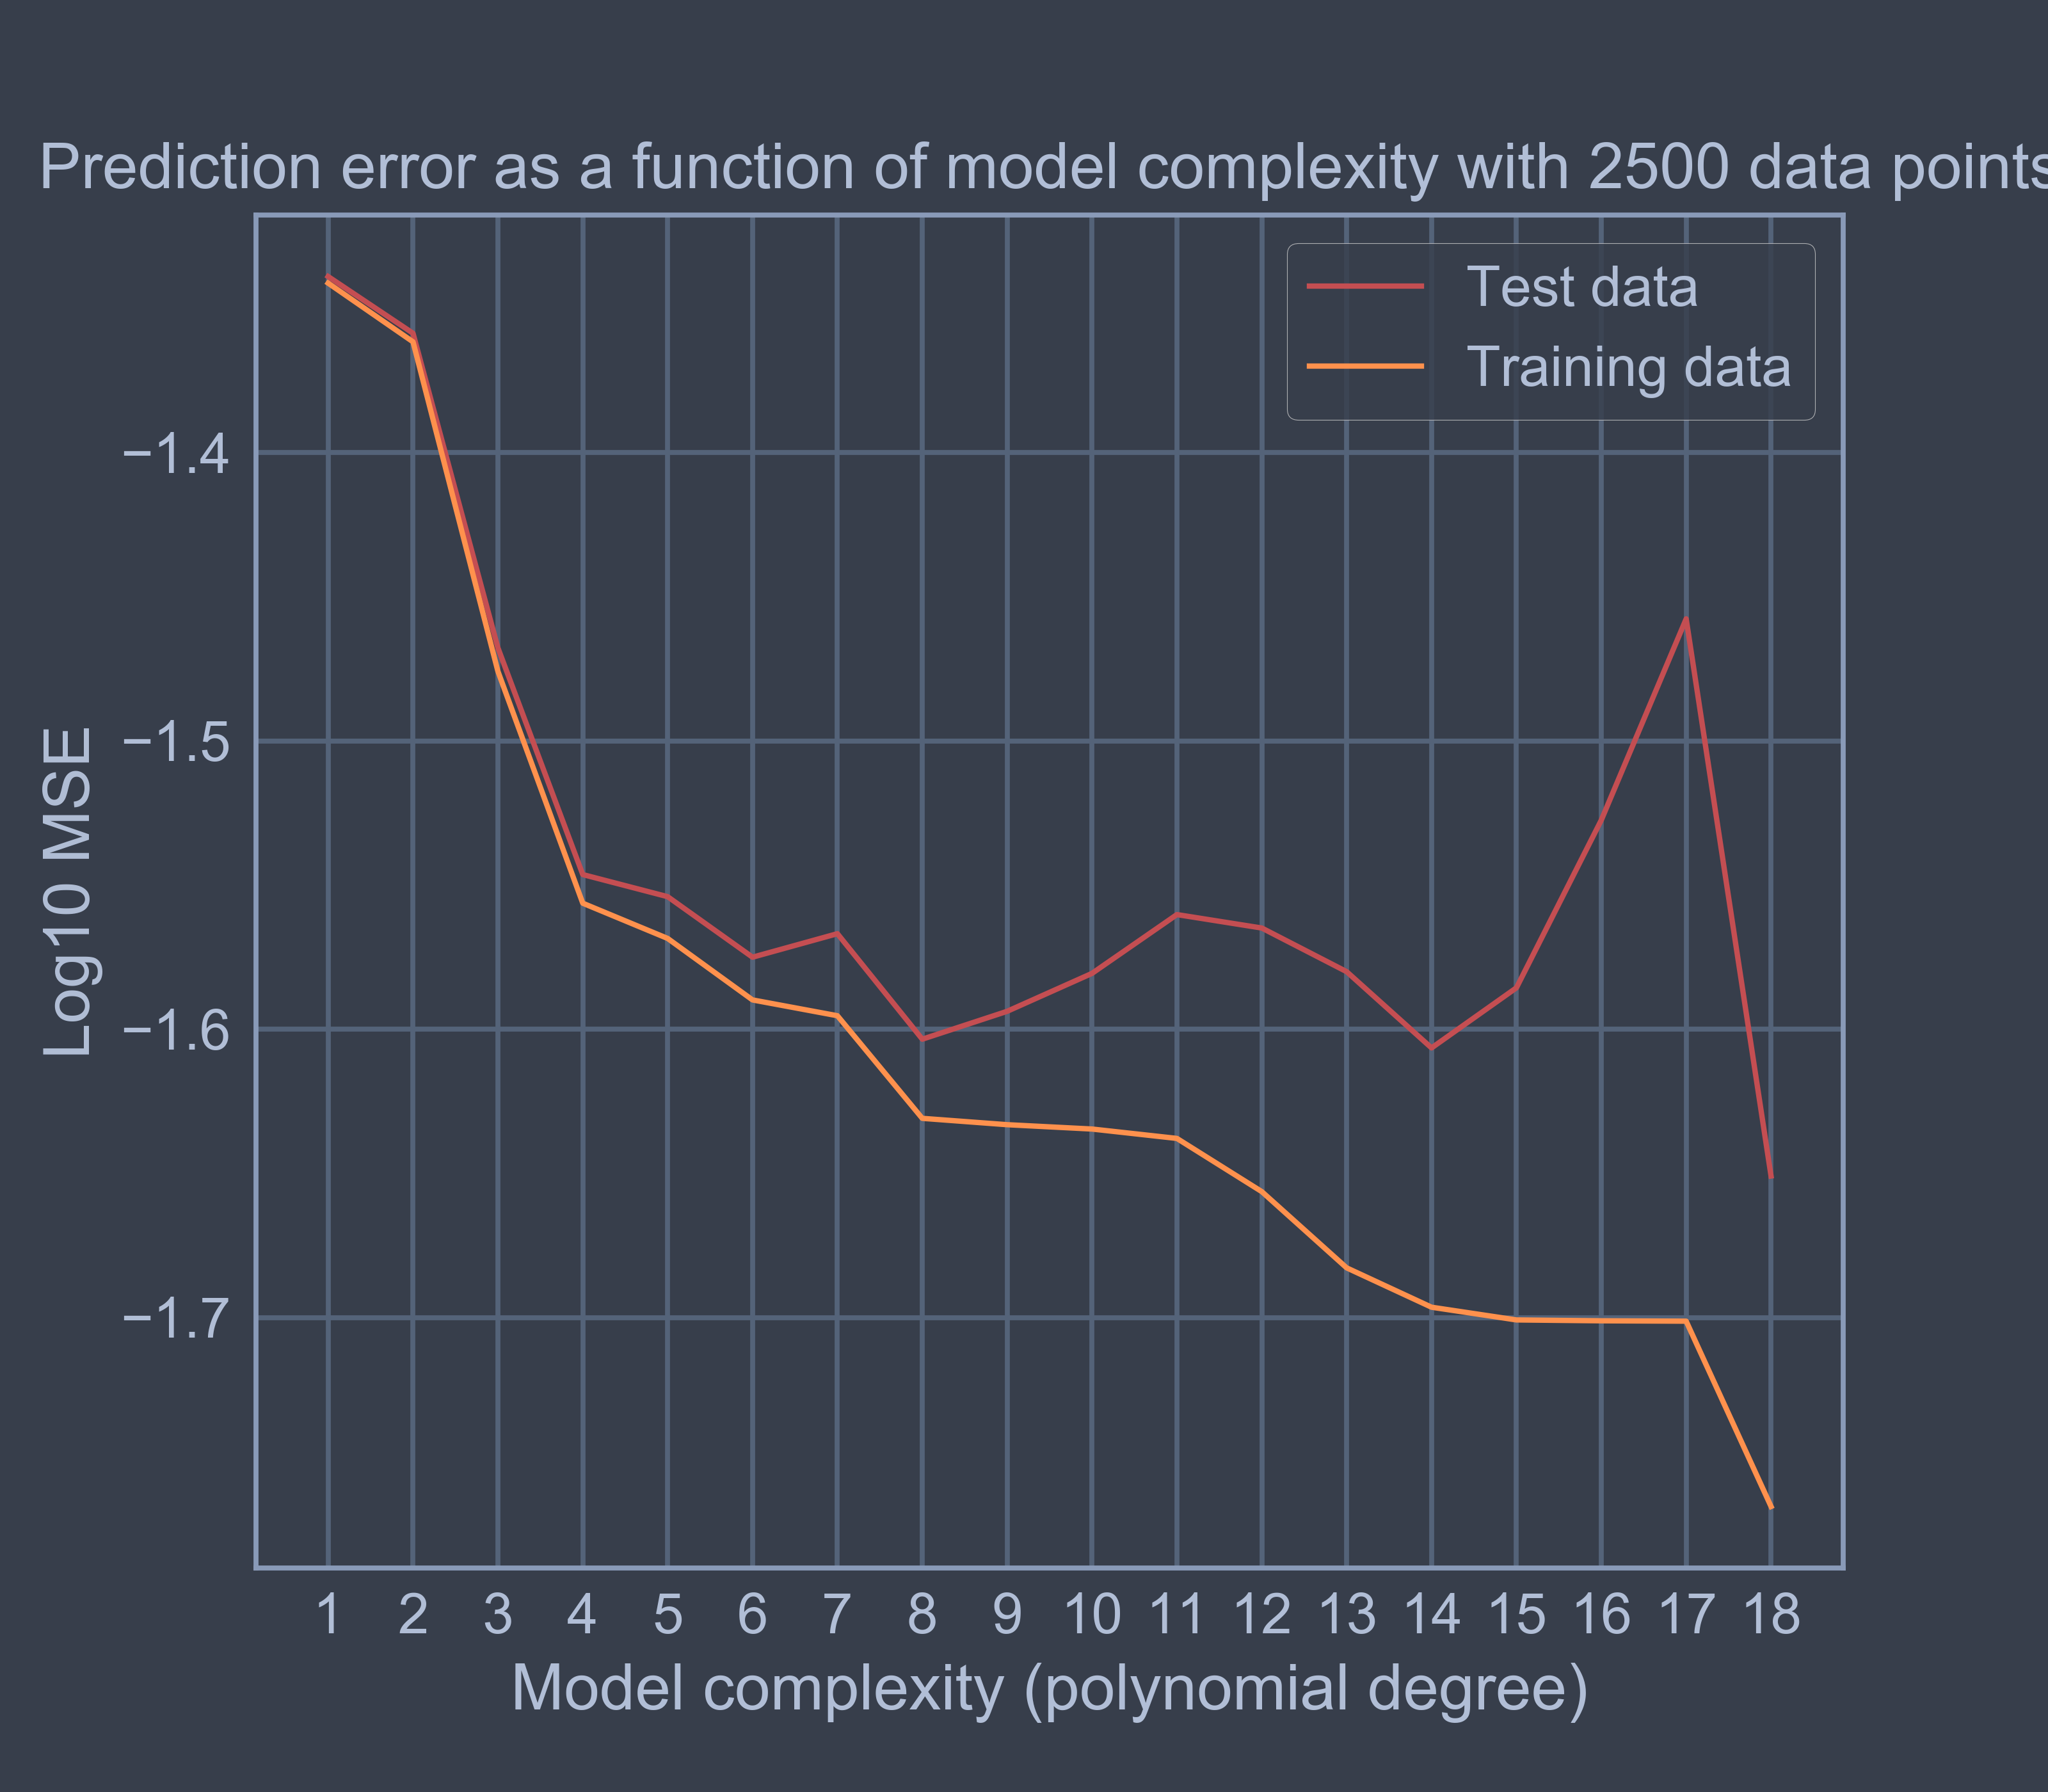 Prediction error as a function of model complexity with 2500 data points
Test data
Training data
−1.4
−1.5
−1.6
−1.7
Log10 MSE
1 2 3 4 5 6 7 8 9 10 11 12 13 14 15 16 17 18
Model complexity (polynomial degree)